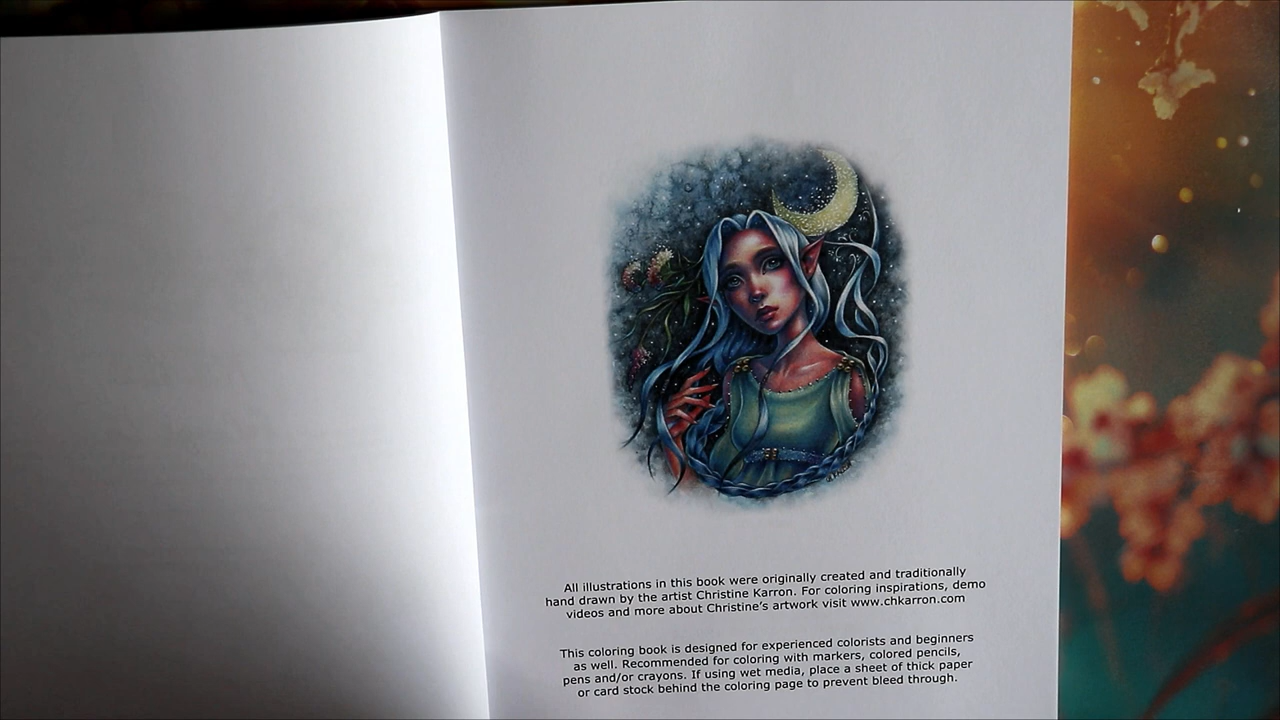 All illustrations in this book were originally created and traditionally
hand drawn by the artist Christine Karron. For coloring inspirations, demo
videos and more about Christine's artwork visit www.chkarron.com
This coloring book is designed for experienced colorists and beginners
as well. Recommended for coloring with markers, colored pencils,
pens and/or crayons. If using wet media, place a sheet of thick paper
or card stock behind the coloring page to prevent bleed through.